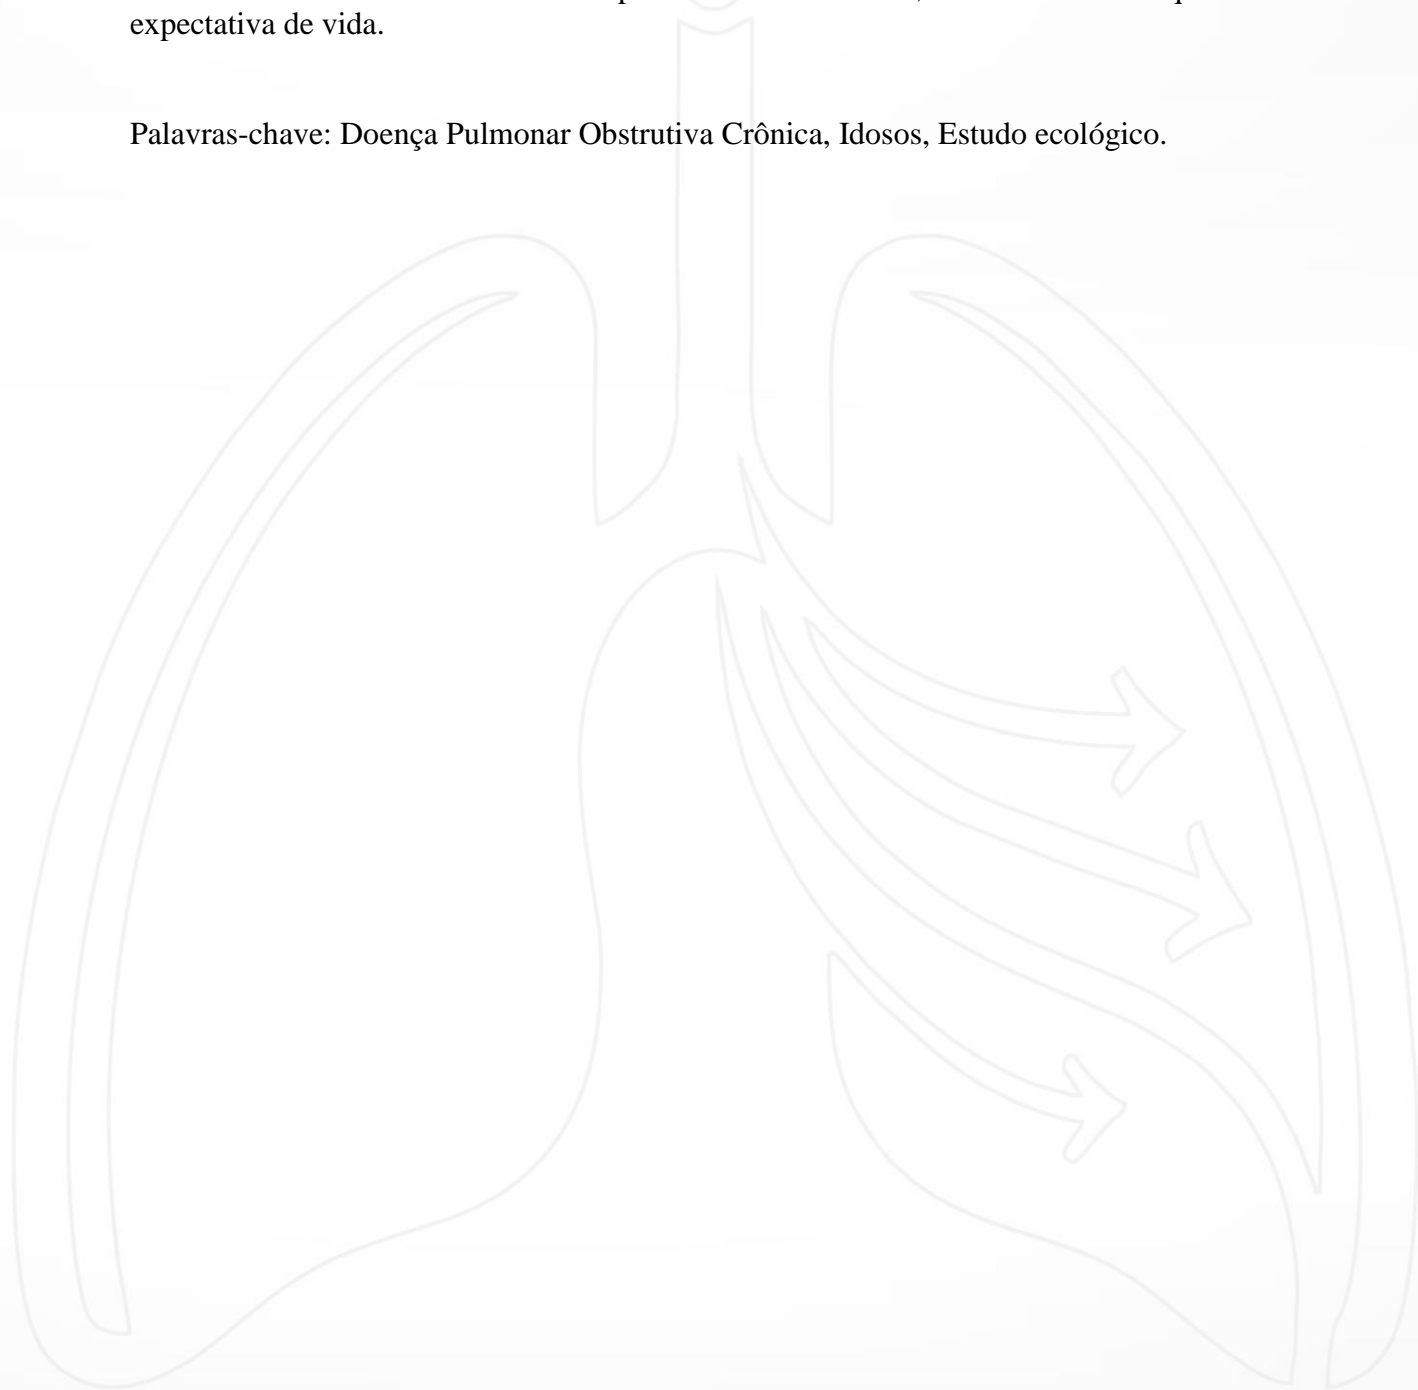 expectativa de vida.
Palavras-chave: Doença Pulmonar Obstrutiva Crônica, Idosos, Estudo ecológico.